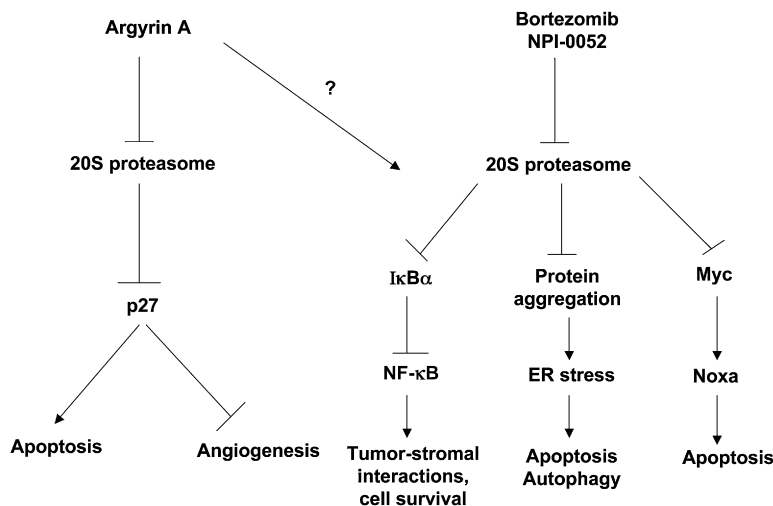 Argyrin A
Bortezomib
NPI-0052
?
20S proteasome
20S proteasome
IκBα
Protein
aggregation
Myc
p27
NF-κB
ER stress
Noxa
Apoptosis
Angiogenesis
Tumor-stromal
interactions,
cell survival
Apoptosis
Autophagy
Apoptosis